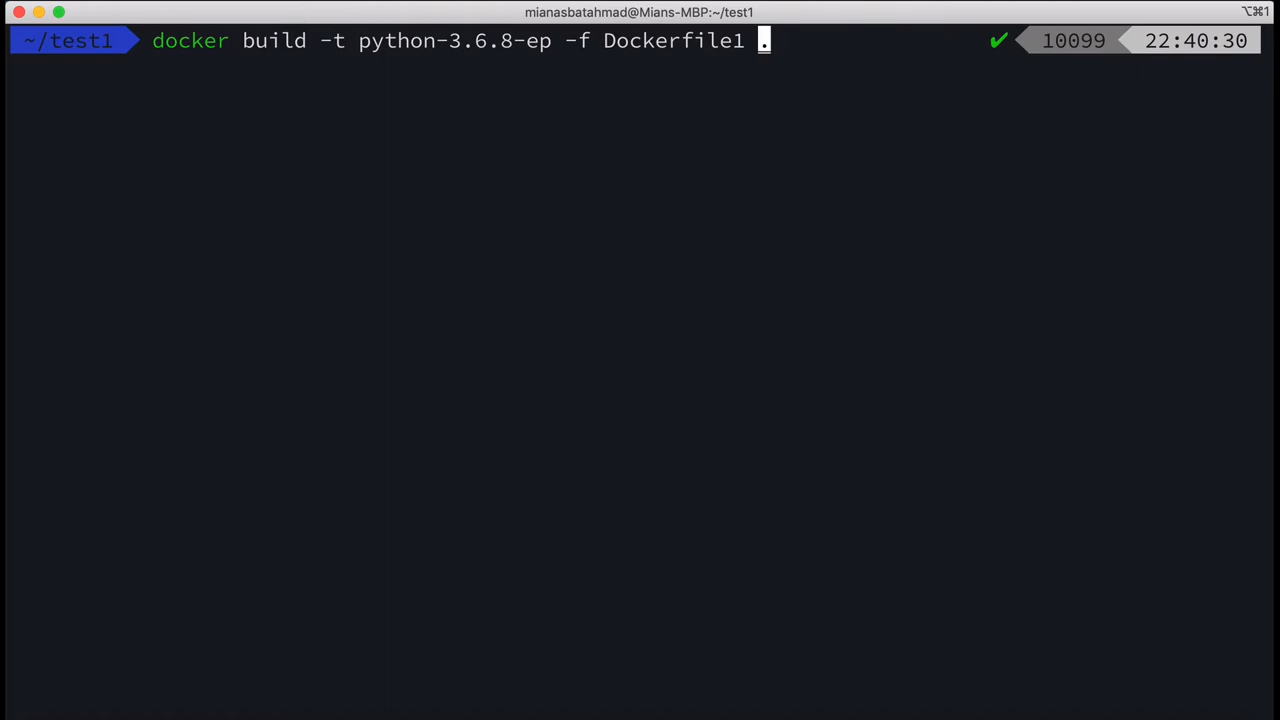 mianasbatahmad@Mians-MBP:~/test1
⌥⌘1
~/test1 docker build -t python-3.6.8-ep -f Dockerfile1 . ✔ 10099 22:40:30